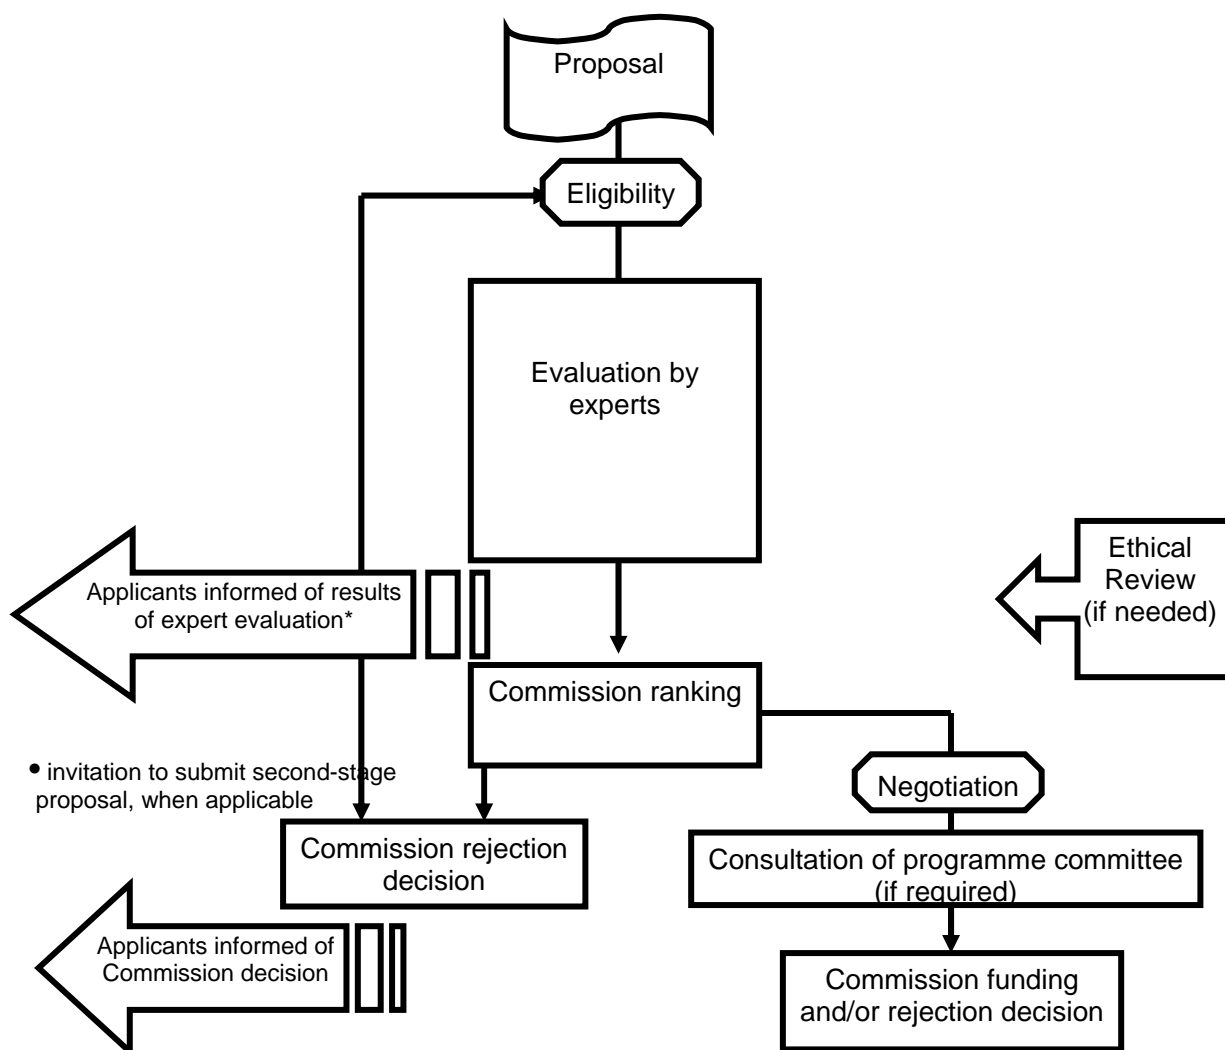 Proposal
Eligibility
Evaluation by
experts
Ethical
Review
(if needed)
Applicants informed of results
of expert evaluation*
Commission ranking
• invitation to submit second-stage
proposal, when applicable
Negotiation
Commission rejection
decision
Consultation of programme committee
(if required)
Applicants informed of
Commission decision
Commission funding
and/or rejection decision